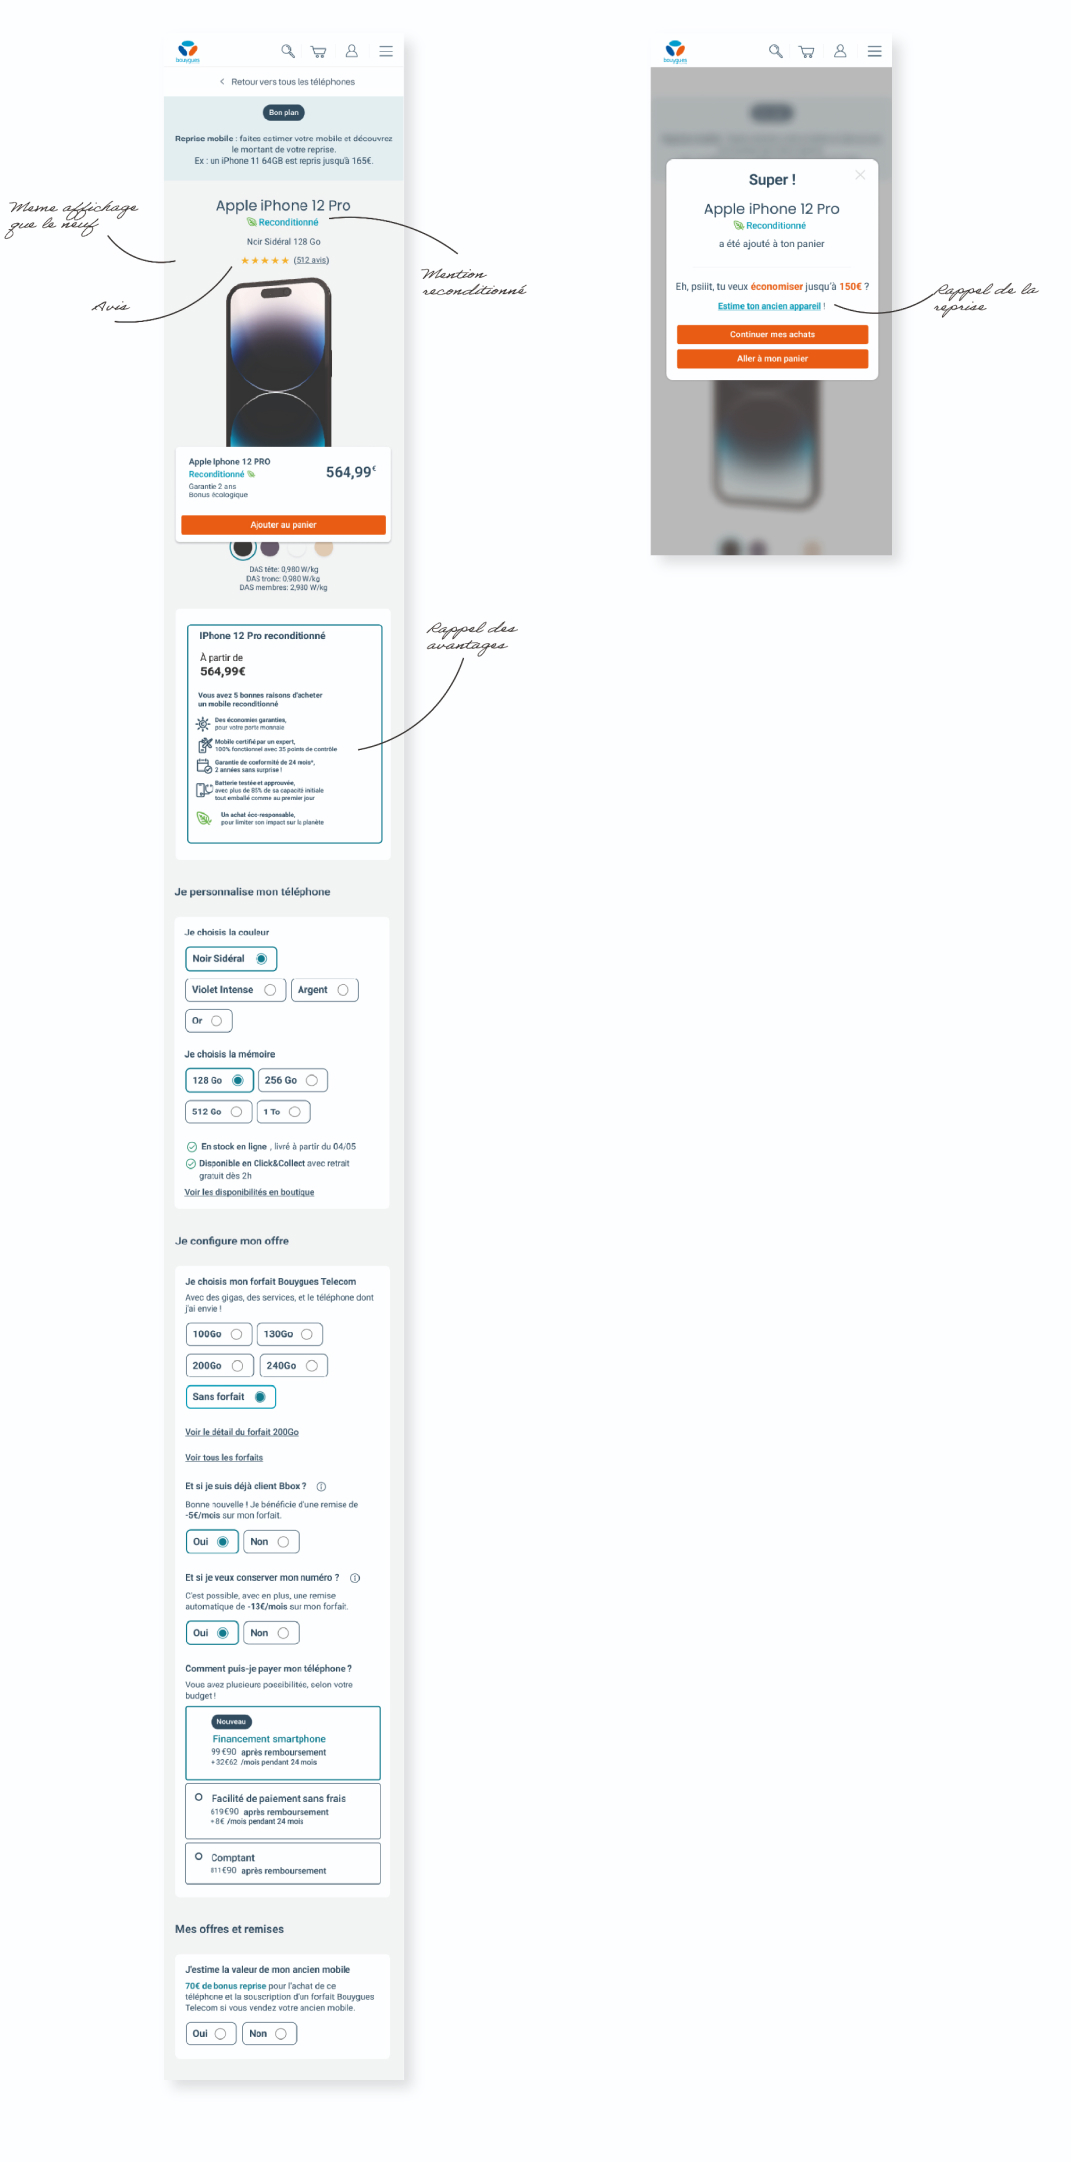 bouygues
Retour vers tous les téléphones
Bon plan
Reprise mobile : faites estimer votre mobile et découvrez
le montant de votre reprise.
Ex : un iPhone 11 64GB est repris jusqu'à 165€.
Apple iPhone 12 Pro
Reconditionné
Noir Sidéral 128 Go
(512 avis)
Meme affichage
que le neuf
Avis
Mention
reconditionné
Apple Iphone 12 PRO
Reconditionné
564,99€
Garantie 2 ans
Bonus écologique
Ajouter au panier
DAS tête: 0,980 W/kg
DAS tronc: 0,980 W/kg
DAS membres: 2,930 W/kg
IPhone 12 Pro reconditionné
À partir de
564,99€
Vous avez 5 bonnes raisons d'acheter
un mobile reconditionné
Des économies garanties,
pour votre porte monnaie
Mobile certifié par un expert,
100% fonctionnel avec 35 points de contrôle
Garantie de conformité de 24 mois*,
2 années sans surprise !
Batterie testée et approuvée,
avec plus de 85% de sa capacité initiale
tout emballé comme au premier jour
Un achat éco-responsable,
pour limiter son impact sur la planète
Rappel des
avantages
Je personnalise mon téléphone
Je choisis la couleur
Noir Sidéral
Violet Intense
Argent
Or
Je choisis la mémoire
128 Go
256 Go
512 Go
1 To
En stock en ligne , livré à partir du 04/05
Disponible en Click&Collect avec retrait
gratuit dès 2h
Voir les disponibilités en boutique
Je configure mon offre
Je choisis mon forfait Bouygues Telecom
Avec des gigas, des services, et le téléphone dont
j'ai envie !
100Go
130Go
200Go
240Go
Sans forfait
Voir le détail du forfait 200Go
Voir tous les forfaits
Et si je suis déjà client Bbox ?
Bonne nouvelle ! Je bénéficie d'une remise de
-5€/mois sur mon forfait.
Oui
Non
Et si je veux conserver mon numéro ?
C'est possible, avec en plus, une remise
automatique de -13€/mois sur mon forfait.
Oui
Non
Comment puis-je payer mon téléphone ?
Vous avez plusieurs possibilités, selon votre
budget !
Nouveau
Financement smartphone
99€90 après remboursement
+32€62 /mois pendant 24 mois
Facilité de paiement sans frais
619€90 après remboursement
+8€ /mois pendant 24 mois
Comptant
811€90 après remboursement
Mes offres et remises
J'estime la valeur de mon ancien mobile
70€ de bonus reprise pour l'achat de ce
téléphone et la souscription d'un forfait Bouygues
Telecom si vous vendez votre ancien mobile.
Oui
Non
bouygues
Super !
Apple iPhone 12 Pro
Reconditionné
a été ajouté à ton panier
Eh, psiiit, tu veux économiser jusqu'à 150€ ?
Estime ton ancien appareil !
Continuer mes achats
Aller à mon panier
Rappel de la
reprise